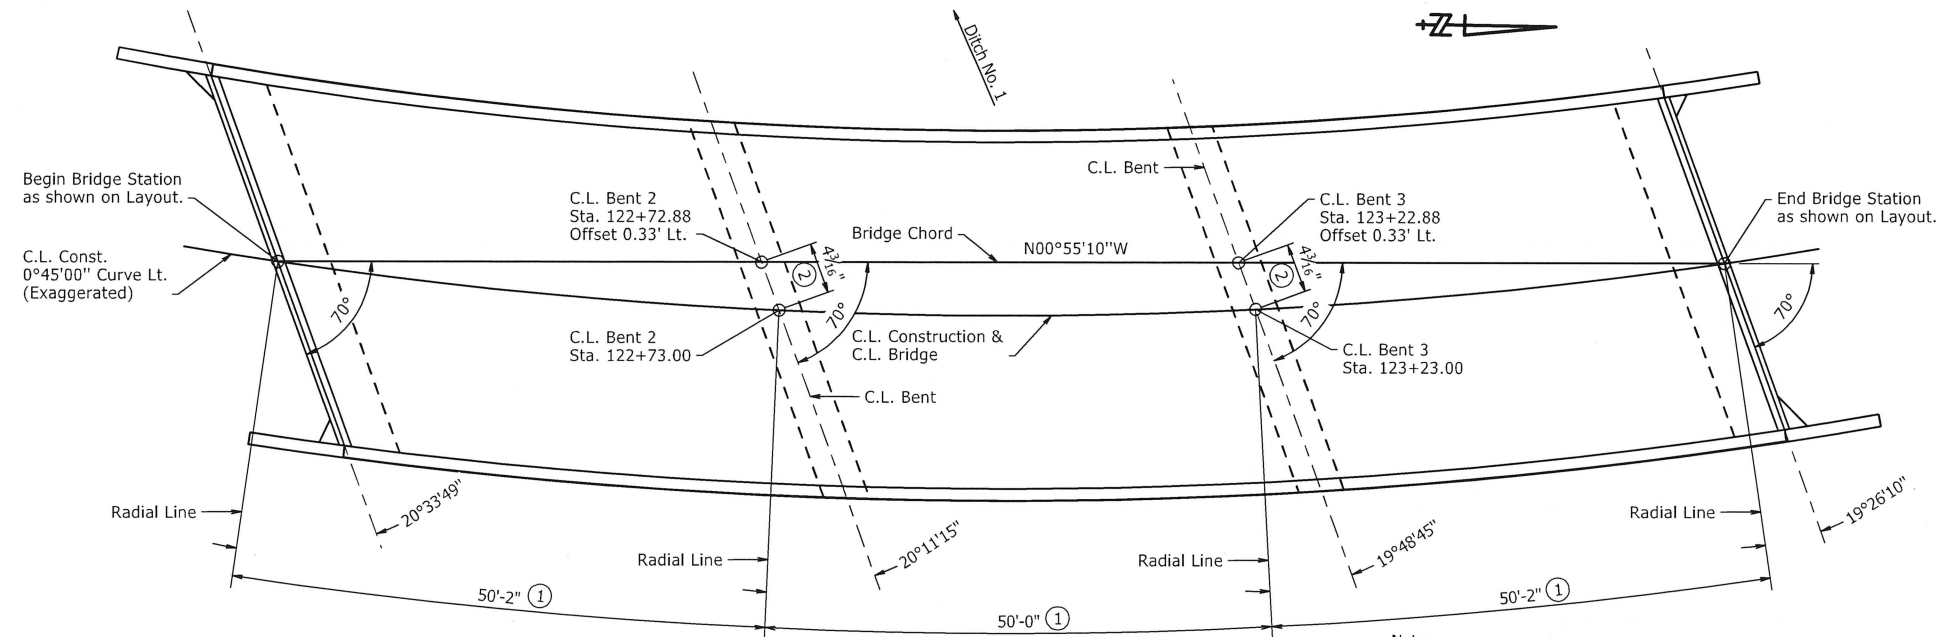 Ditch No. 1
N
Begin Bridge Station
as shown on Layout.
C.L. Const.
0°45'00" Curve Lt.
(Exaggerated)
C.L. Bent 2
Sta. 122+72.88
Offset 0.33' Lt.
Bridge Chord
N00°55'10"W
C.L. Bent
C.L. Bent 3
Sta. 123+22.88
Offset 0.33' Lt.
End Bridge Station
as shown on Layout.
4 3/16"
2
4 3/16"
2
70°
70°
70°
70°
C.L. Bent 2
Sta. 122+73.00
C.L. Construction &
C.L. Bridge
C.L. Bent 3
Sta. 123+23.00
C.L. Bent
Radial Line
20°33'49"
Radial Line
20°11'15"
Radial Line
19°48'45"
Radial Line
19°26'10"
50'-2" 1
50'-0" 1
50'-2" 1